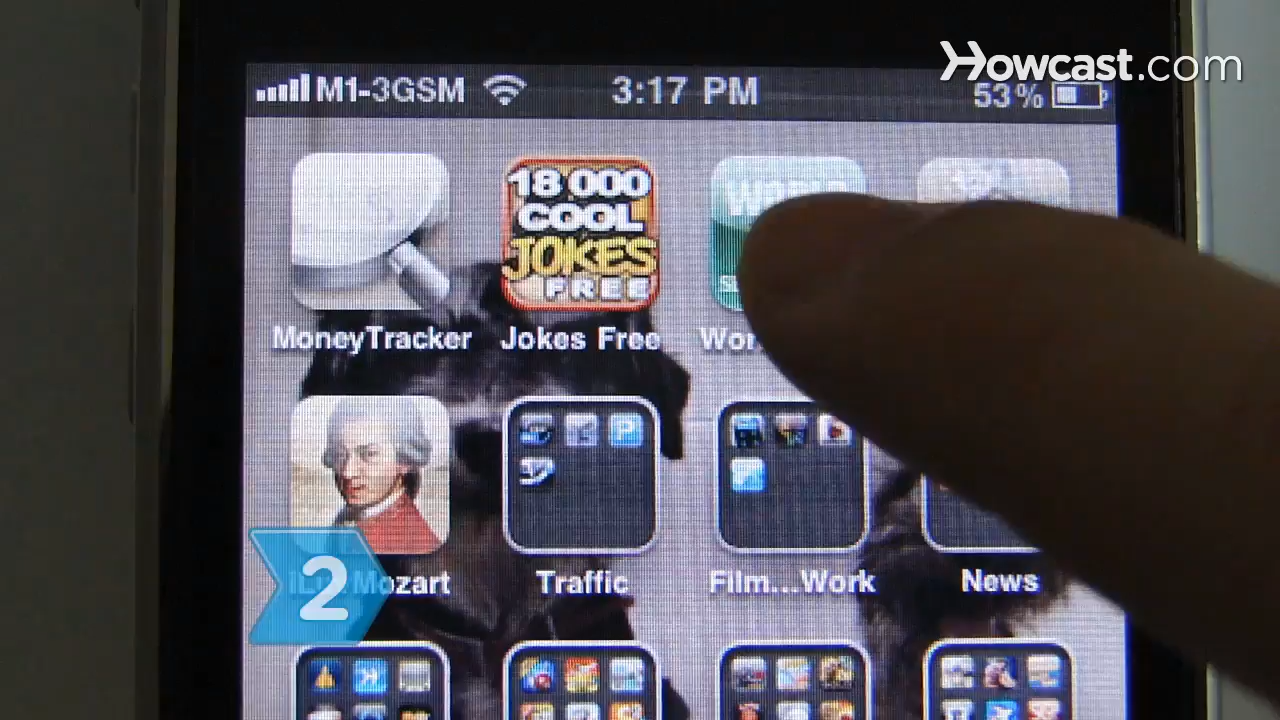 Howcast.com
M1-3GSM 3:17 PM 53%
18 000
COOL
JOKES
FREE
MoneyTracker Jokes Free
P
Mozart Traffic Film...Work News
2